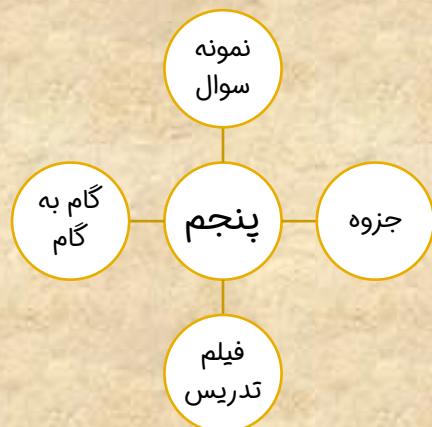 نمونه
سوال
جزوه
پنجم
گام به
گام
فیلم
تدریس